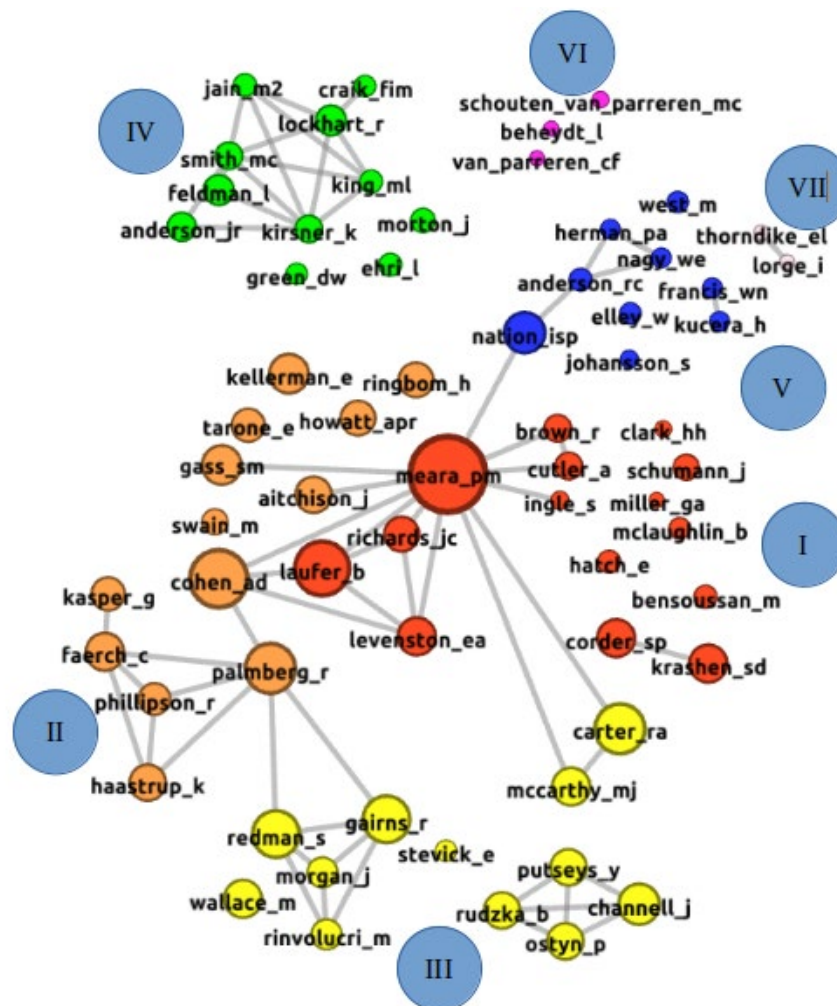 VI
jain_m2
craik_fim
schouten_van_parreren_mc
IV
lockhart_r
beheydt_l
smith_mc
van_parreren_cf
feldman_l
king_ml
VII
west_m
anderson_jr
kirsner_k
morton_j
herman_pa
thorndike_el
nagy_we
lorge_i
green_dw
ehri_l
anderson_rc
francis_wn
elley_w
kucera_h
nation_isp
johansson_s
V
kellerman_e
ringbom_h
tarone_e
howatt_apr
brown_r
clark_hh
gass_sm
meara_pm
cutler_a
schumann_j
aitchison_j
ingle_s
miller_ga
swain_m
richards_jc
mclaughlin_b
I
cohen_ad
laufer_b
hatch_e
kasper_g
bensoussan_m
levenston_ea
corder_sp
faerch_c
palmberg_r
krashen_sd
phillipson_r
II
carter_ra
haastrup_k
mccarthy_mj
redman_s
gairns_r
stevick_e
putseys_y
morgan_j
wallace_m
rudzka_b
channell_j
rinvolucri_m
ostyn_p
III